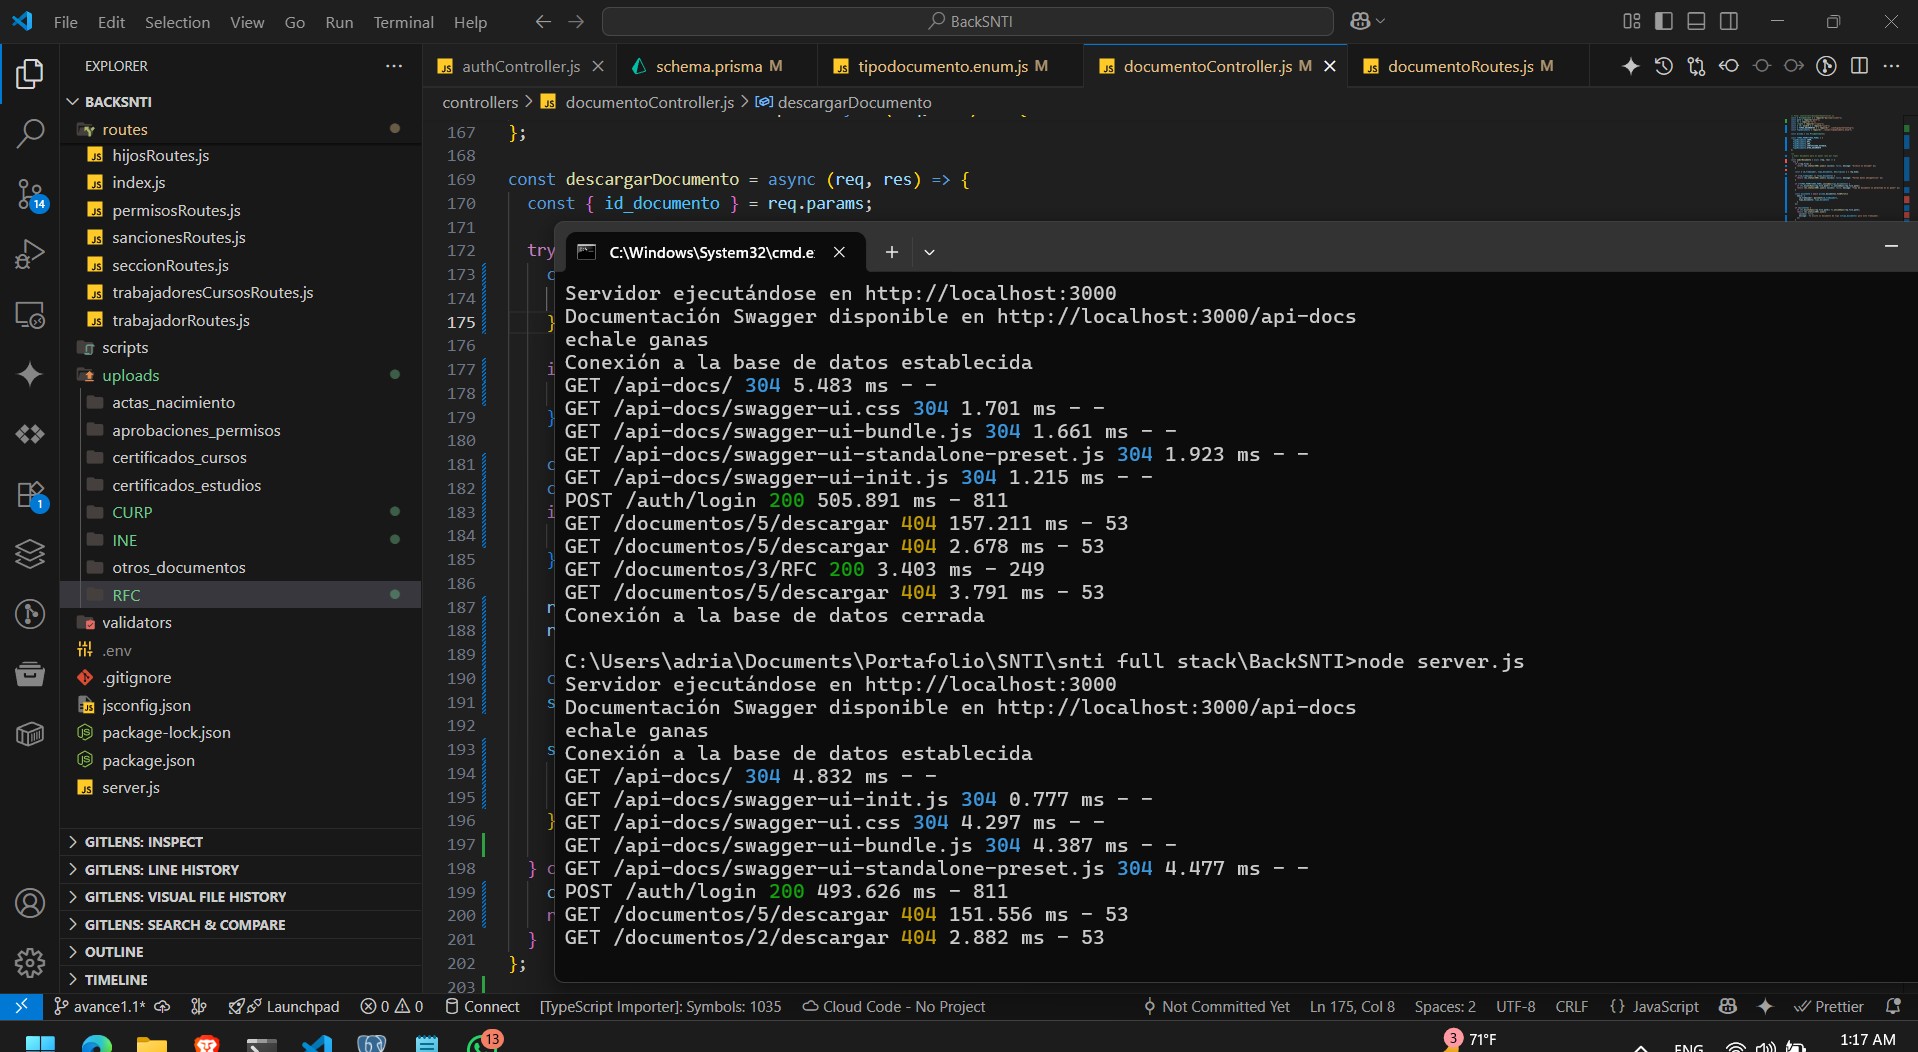 File Edit Selection View Go Run Terminal Help
BackSNTI
EXPLORER
BACKSNTI
routes
hijosRoutes.js
index.js
permisosRoutes.js
sancionesRoutes.js
seccionRoutes.js
trabajadoresCursosRoutes.js
trabajadorRoutes.js
scripts
uploads
actas_nacimiento
aprobaciones_permisos
certificados_cursos
certificados_estudios
CURP
INE
otros_documentos
RFC
validators
.env
.gitignore
jsconfig.json
package-lock.json
package.json
server.js
GITLENS: INSPECT
GITLENS: LINE HISTORY
GITLENS: VISUAL FILE HISTORY
GITLENS: SEARCH & COMPARE
OUTLINE
TIMELINE
14
1
authController.js
schema.prisma M
tipodocumento.enum.js M
documentoController.js M
documentoRoutes.js M
controllers > documentoController.js > descargarDocumento
167 };
168
169 const descargarDocumento = async (req, res) => {
170 const { id_documento } = req.params;
171
172 try
173 c
174
175 }
176
177 i
178
179 }
180
181 c
182 c
183 i
184
185 }
186
187 r
188 r
189
190 c
191 s
192
193 s
194
195
196 }
197
198 } c
199 c
200 r
201 }
202 };
203
C:\Windows\System32\cmd.e
Servidor ejecutándose en http://localhost:3000
Documentación Swagger disponible en http://localhost:3000/api-docs
echale ganas
Conexión a la base de datos establecida
GET /api-docs/ 304 5.483 ms - -
GET /api-docs/swagger-ui.css 304 1.701 ms - -
GET /api-docs/swagger-ui-bundle.js 304 1.661 ms - -
GET /api-docs/swagger-ui-standalone-preset.js 304 1.923 ms - -
GET /api-docs/swagger-ui-init.js 304 1.215 ms - -
POST /auth/login 200 505.891 ms - 811
GET /documentos/5/descargar 404 157.211 ms - 53
GET /documentos/5/descargar 404 2.678 ms - 53
GET /documentos/3/RFC 200 3.403 ms - 249
GET /documentos/5/descargar 404 3.791 ms - 53
Conexión a la base de datos cerrada
C:\Users\adria\Documents\Portafolio\SNTI\snti full stack\BackSNTI>node server.js
Servidor ejecutándose en http://localhost:3000
Documentación Swagger disponible en http://localhost:3000/api-docs
echale ganas
Conexión a la base de datos establecida
GET /api-docs/ 304 4.832 ms - -
GET /api-docs/swagger-ui-init.js 304 0.777 ms - -
GET /api-docs/swagger-ui.css 304 4.297 ms - -
GET /api-docs/swagger-ui-bundle.js 304 4.387 ms - -
GET /api-docs/swagger-ui-standalone-preset.js 304 4.477 ms - -
POST /auth/login 200 493.626 ms - 811
GET /documentos/5/descargar 404 151.556 ms - 53
GET /documentos/2/descargar 404 2.882 ms - 53
avance1.1* Launchpad 0 0 Connect [TypeScript Importer]: Symbols: 1035 Cloud Code - No Project Not Committed Yet Ln 175, Col 8 Spaces: 2 UTF-8 CRLF {} JavaScript Prettier
13
3
71°F
ENG
1:17 AM